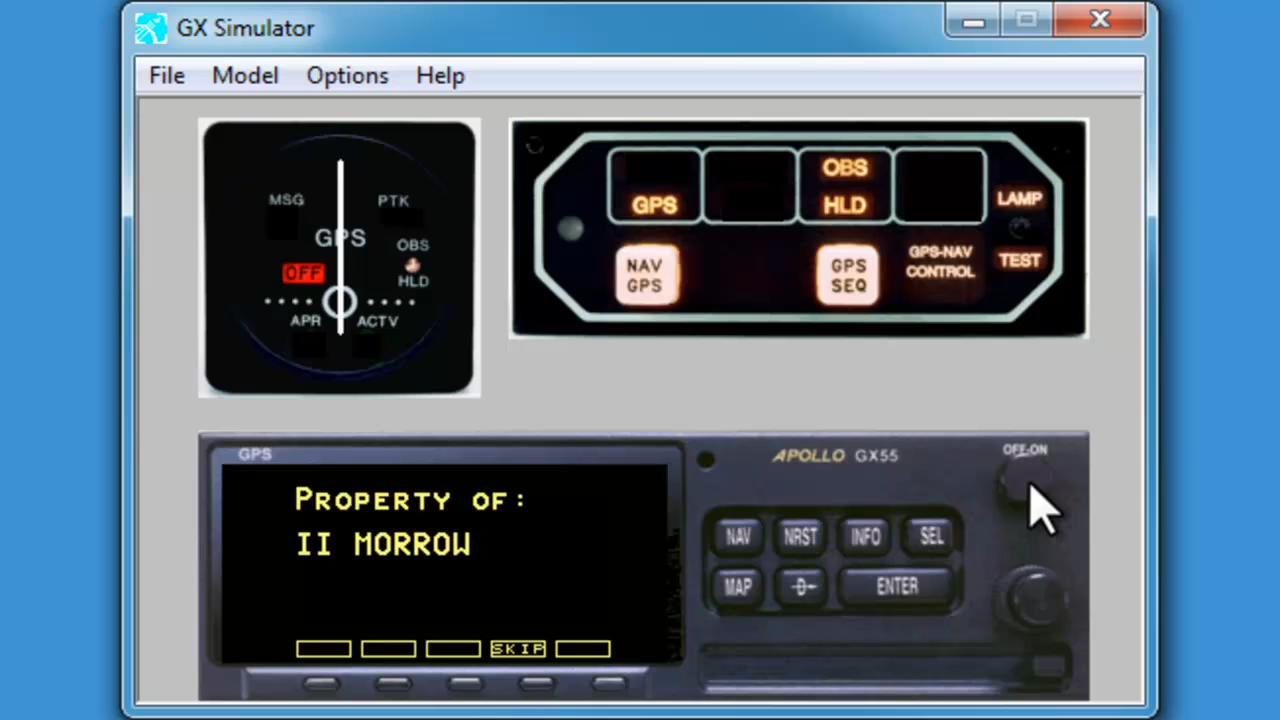 GX Simulator
File Model Options Help
MSG PTK
GPS
OBS
OFF
HLD
APR ACTV
OBS
GPS HLD LAMP
NAV GPS GPS-NAV
GPS SEQ CONTROL TEST
GPS
APOLLO GX55 OFF-ON
PROPERTY OF:
II MORROW
NAV NRST INFO SEL
MAP D ENTER
SKIP